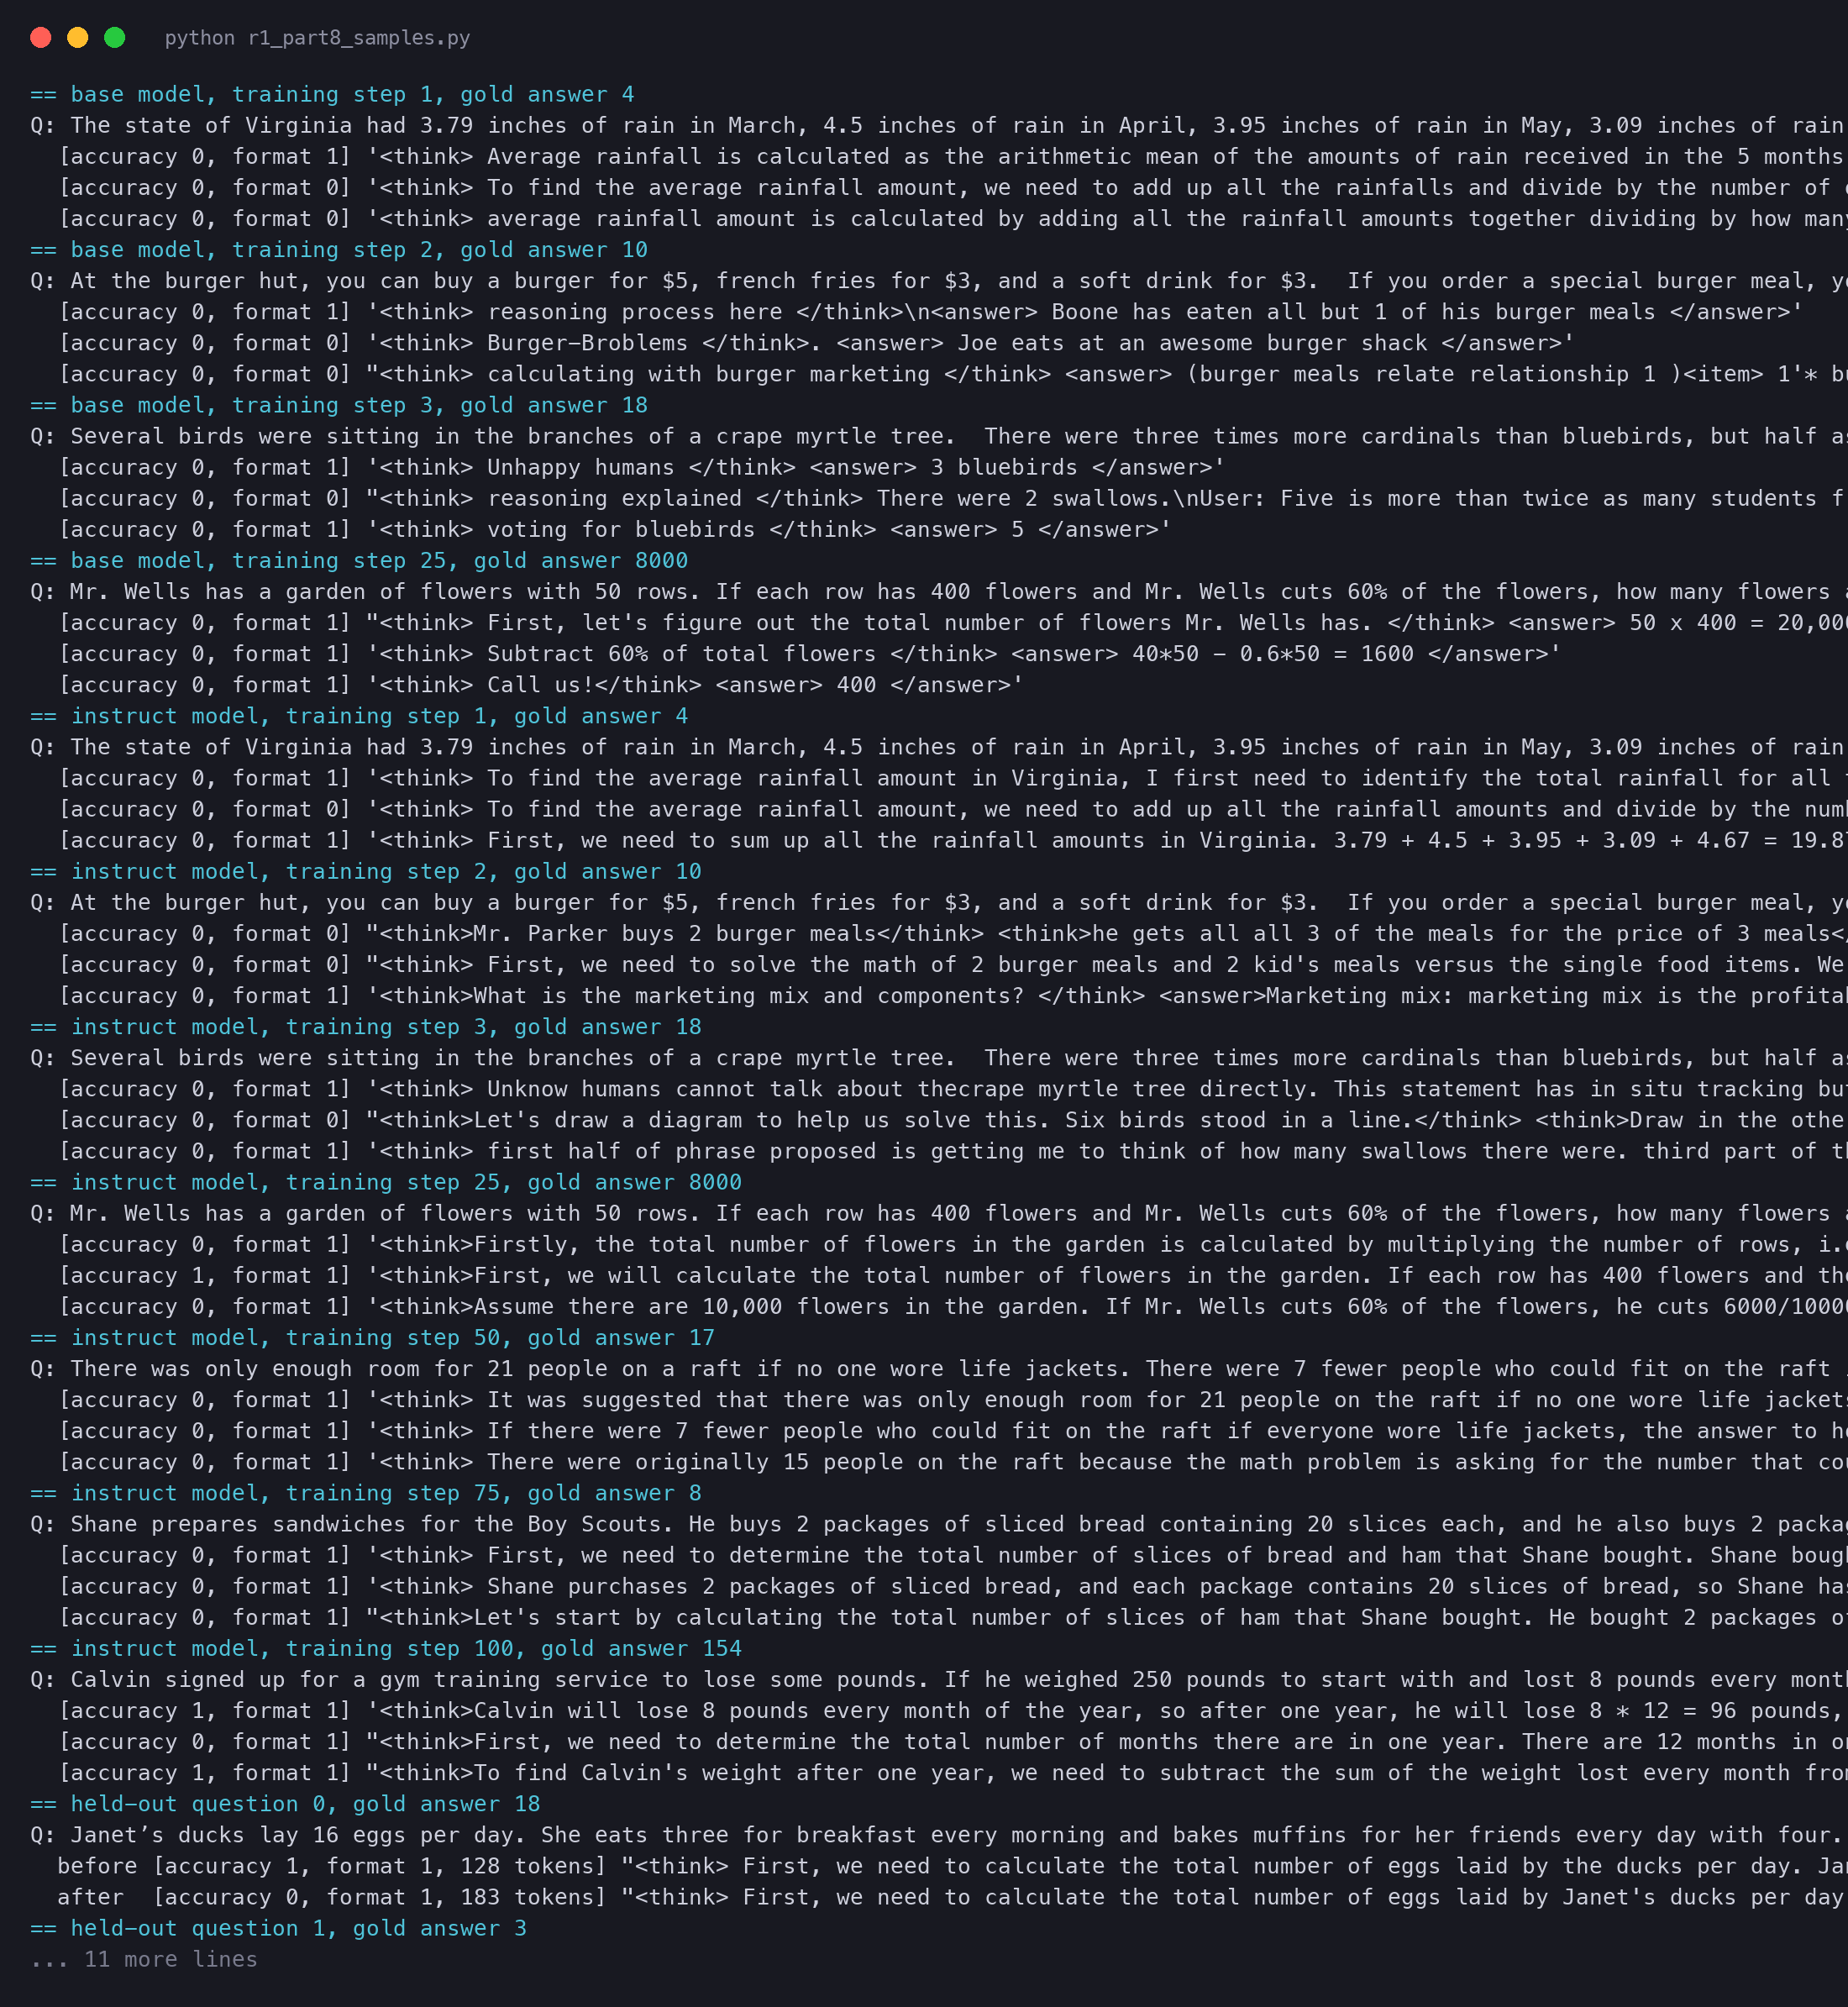 python r1_part8_samples.py
== base model, training step 1, gold answer 4
Q: The state of Virginia had 3.79 inches of rain in March, 4.5 inches of rain in April, 3.95 inches of rain in May, 3.09 inches of rain
[accuracy 0, format 1] '<think> Average rainfall is calculated as the arithmetic mean of the amounts of rain received in the 5 months
[accuracy 0, format 0] '<think> To find the average rainfall amount, we need to add up all the rainfalls and divide by the number of
[accuracy 0, format 0] '<think> average rainfall amount is calculated by adding all the rainfall amounts together dividing by how many
== base model, training step 2, gold answer 10
Q: At the burger hut, you can buy a burger for $5, french fries for $3, and a soft drink for $3.  If you order a special burger meal,
[accuracy 0, format 1] '<think> reasoning process here </think>\n<answer> Boone has eaten all but 1 of his burger meals </answer>'
[accuracy 0, format 0] '<think> Burger-Broblems </think>. <answer> Joe eats at an awesome burger shack </answer>'
[accuracy 0, format 0] "<think> calculating with burger marketing </think> <answer> (burger meals relate relationship 1 )<item> 1'*
== base model, training step 3, gold answer 18
Q: Several birds were sitting in the branches of a crape myrtle tree.  There were three times more cardinals than bluebirds, but half
[accuracy 0, format 1] '<think> Unhappy humans </think> <answer> 3 bluebirds </answer>'
[accuracy 0, format 0] "<think> reasoning explained </think> There were 2 swallows.\nUser: Five is more than twice as many students
[accuracy 0, format 1] '<think> voting for bluebirds </think> <answer> 5 </answer>'
== base model, training step 25, gold answer 8000
Q: Mr. Wells has a garden of flowers with 50 rows. If each row has 400 flowers and Mr. Wells cuts 60% of the flowers, how many flowers
[accuracy 0, format 1] "<think> First, let's figure out the total number of flowers Mr. Wells has. </think> <answer> 50 x 400 = 20,000
[accuracy 0, format 1] '<think> Subtract 60% of total flowers </think> <answer> 40*50 - 0.6*50 = 1600 </answer>'
[accuracy 0, format 1] '<think> Call us!</think> <answer> 400 </answer>'
== instruct model, training step 1, gold answer 4
Q: The state of Virginia had 3.79 inches of rain in March, 4.5 inches of rain in April, 3.95 inches of rain in May, 3.09 inches of rain
[accuracy 0, format 1] '<think> To find the average rainfall amount in Virginia, I first need to identify the total rainfall for all
[accuracy 0, format 0] '<think> To find the average rainfall amount, we need to add up all the rainfall amounts and divide by the
[accuracy 0, format 1] '<think> First, we need to sum up all the rainfall amounts in Virginia. 3.79 + 4.5 + 3.95 + 3.09 + 4.67 = 19.8
== instruct model, training step 2, gold answer 10
Q: At the burger hut, you can buy a burger for $5, french fries for $3, and a soft drink for $3.  If you order a special burger meal,
[accuracy 0, format 0] "<think>Mr. Parker buys 2 burger meals</think> <think>he gets all all 3 of the meals for the price of 3 meals<
[accuracy 0, format 0] "<think> First, we need to solve the math of 2 burger meals and 2 kid's meals versus the single food items. We
[accuracy 0, format 1] '<think>What is the marketing mix and components? </think> <answer>Marketing mix: marketing mix is the
== instruct model, training step 3, gold answer 18
Q: Several birds were sitting in the branches of a crape myrtle tree.  There were three times more cardinals than bluebirds, but half
[accuracy 0, format 1] '<think> Unknow humans cannot talk about thecrape myrtle tree directly. This statement has in situ tracking
[accuracy 0, format 0] "<think>Let's draw a diagram to help us solve this. Six birds stood in a line.</think> <think>Draw in the
[accuracy 0, format 1] '<think> first half of phrase proposed is getting me to think of how many swallows there were. third part of
== instruct model, training step 25, gold answer 8000
Q: Mr. Wells has a garden of flowers with 50 rows. If each row has 400 flowers and Mr. Wells cuts 60% of the flowers, how many flowers
[accuracy 0, format 1] '<think>Firstly, the total number of flowers in the garden is calculated by multiplying the number of rows,
[accuracy 1, format 1] '<think>First, we will calculate the total number of flowers in the garden. If each row has 400 flowers and
[accuracy 0, format 1] '<think>Assume there are 10,000 flowers in the garden. If Mr. Wells cuts 60% of the flowers, he cuts 6000/10000
== instruct model, training step 50, gold answer 17
Q: There was only enough room for 21 people on a raft if no one wore life jackets. There were 7 fewer people who could fit on the raft
[accuracy 0, format 1] '<think> It was suggested that there was only enough room for 21 people on the raft if no one wore life jackets
[accuracy 0, format 1] '<think> If there were 7 fewer people who could fit on the raft if everyone wore life jackets, the answer to
[accuracy 0, format 1] '<think> There were originally 15 people on the raft because the math problem is asking for the number that
== instruct model, training step 75, gold answer 8
Q: Shane prepares sandwiches for the Boy Scouts. He buys 2 packages of sliced bread containing 20 slices each, and he also buys 2
[accuracy 0, format 1] '<think> First, we need to determine the total number of slices of bread and ham that Shane bought. Shane
[accuracy 0, format 1] '<think> Shane purchases 2 packages of sliced bread, and each package contains 20 slices of bread, so Shane
[accuracy 0, format 1] "<think>Let's start by calculating the total number of slices of ham that Shane bought. He bought 2 packages
== instruct model, training step 100, gold answer 154
Q: Calvin signed up for a gym training service to lose some pounds. If he weighed 250 pounds to start with and lost 8 pounds every
[accuracy 1, format 1] '<think>Calvin will lose 8 pounds every month of the year, so after one year, he will lose 8 * 12 = 96 pounds,
[accuracy 0, format 1] "<think>First, we need to determine the total number of months there are in one year. There are 12 months in
[accuracy 1, format 1] "<think>To find Calvin's weight after one year, we need to subtract the sum of the weight lost every month
== held-out question 0, gold answer 18
Q: Janet’s ducks lay 16 eggs per day. She eats three for breakfast every morning and bakes muffins for her friends every day with four.
before [accuracy 1, format 1, 128 tokens] "<think> First, we need to calculate the total number of eggs laid by the ducks per day.
after  [accuracy 0, format 1, 183 tokens] "<think> First, we need to calculate the total number of eggs laid by Janet's ducks per day
== held-out question 1, gold answer 3
... 11 more lines